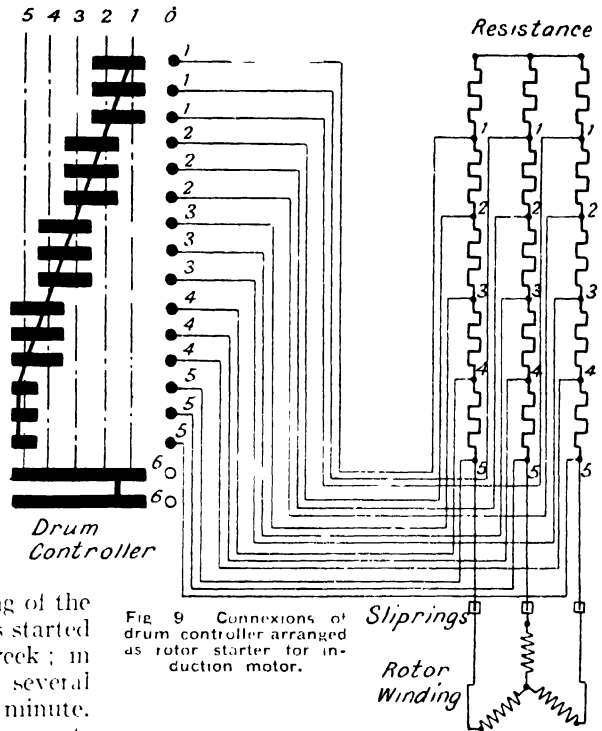 5 4 3 2 1 0
Resistance
1
1
1
2
2
2
3
3
3
4
4
4
5
5
5
6
6
1 1 1
2 2 2
3 3 3
4 4 4
5 5 5
Drum
Controller
Sliprings
Rotor
Winding
Fig 9 Connexions of
drum controller arranged
as rotor starter for in-
duction motor.
of the
started
; in
several
minute.